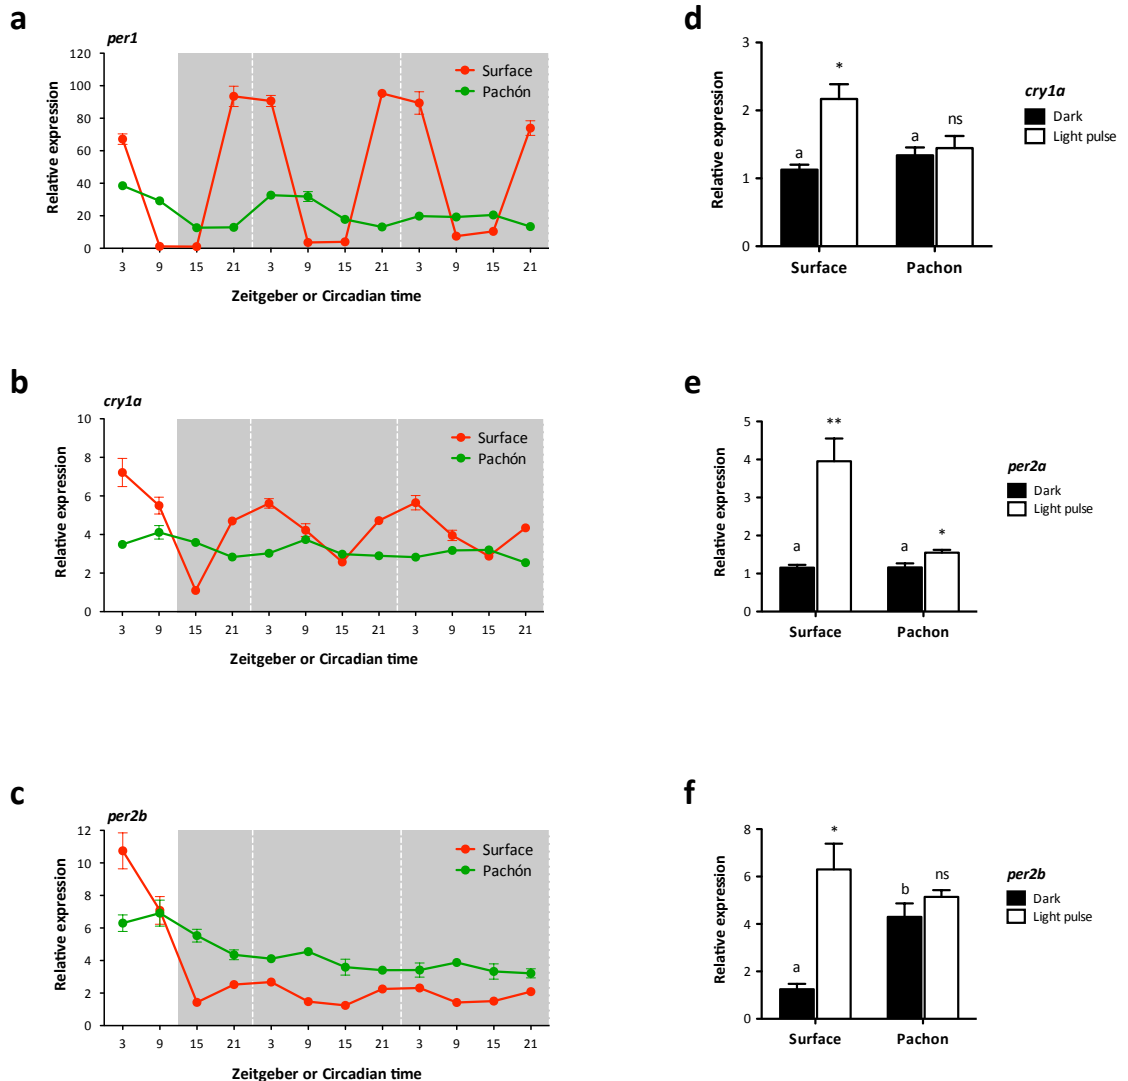 a
per1
120
100
80
60
40
20
0
Relative expression
Surface
Pachón
3 9 15 21 3 9 15 21 3 9 15 21
Zeitgeber or Circadian time
d
3
2
1
0
Relative expression
*
a
a
ns
Surface Pachon
cry1a
Dark
Light pulse
b
cry1a
10
8
6
4
2
0
Relative expression
Surface
Pachón
3 9 15 21 3 9 15 21 3 9 15 21
Zeitgeber or Circadian time
e
5
4
3
2
1
0
Relative expression
**
a
a
*
Surface Pachon
per2a
Dark
Light pulse
c
per2b
12
10
8
6
4
2
0
Relative expression
Surface
Pachón
3 9 15 21 3 9 15 21 3 9 15 21
Zeitgeber or Circadian time
f
8
6
4
2
0
Relative expression
*
a
b
ns
Surface Pachon
per2b
Dark
Light pulse